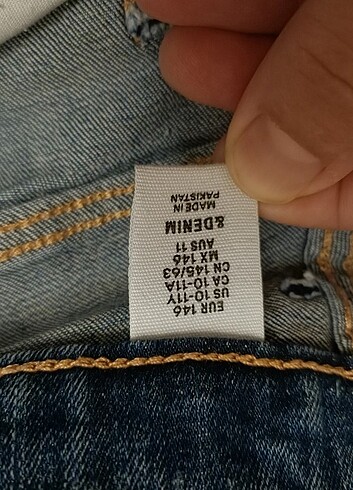 EUR 146
US 10-11Y
CA 10-11A
CN 145/63
MX 146
AUS 11
&DENIM
MADE IN
PAKISTAN